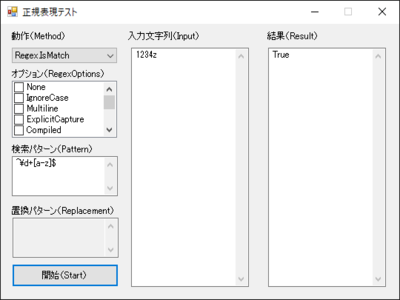 正規表現テスト
動作(Method)
Regex.IsMatch
オプション(RegexOptions)
None
IgnoreCase
Multiline
ExplicitCapture
Compiled
検索パターン(Pattern)
^¥d+[a-z]$
置換パターン(Replacement)
開始(Start)
入力文字列(Input)
1234z
結果(Result)
True